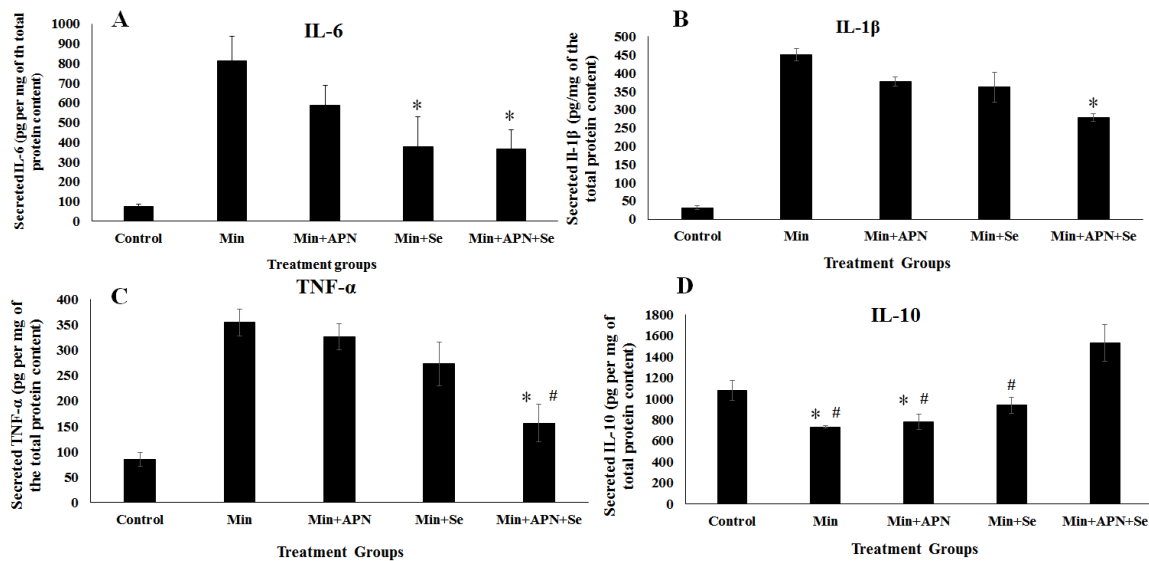 A
IL-6
Secreted IL-6 (pg per mg of th total
protein content)
1000
900
800
700
600
500
400
300
200
100
0
*
*
Control Min Min+APN Min+Se Min+APN+Se
Treatment groups
B
IL-1β
Secreted Il-1β (pg/mg of the
total protein content)
500
450
400
350
300
250
200
150
100
50
0
*
Control Min Min+APN Min+Se Min+APN+Se
Treatment Groups
C
TNF-α
Secreted TNF-α (pg per mg of
the total protein content)
400
350
300
250
200
150
100
50
0
* #
Control Min Min+APN Min+Se Min+APN+Se
Treatment Groups
D
IL-10
Secreted IL-10 (pg per mg of
total protein content)
1800
1600
1400
1200
1000
800
600
400
200
0
* #
* #
#
Control Min Min+APN Min+Se Min+APN+Se
Treatment Groups